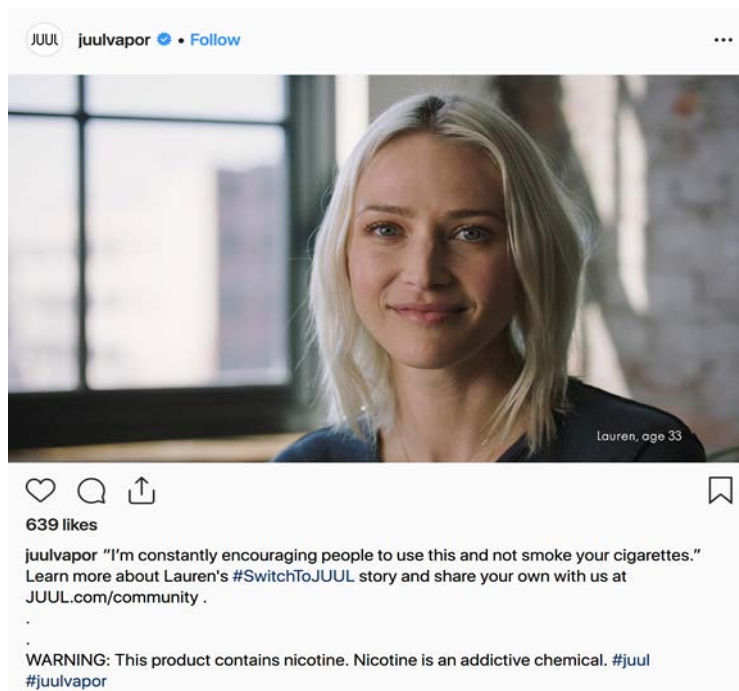 JUUL juulvapor • Follow
Lauren, age 33
639 likes
juulvapor “I’m constantly encouraging people to use this and not smoke your cigarettes.”
Learn more about Lauren's #SwitchToJUUL story and share your own with us at
JUUL.com/community .
.
.
WARNING: This product contains nicotine. Nicotine is an addictive chemical. #juul
#juulvapor